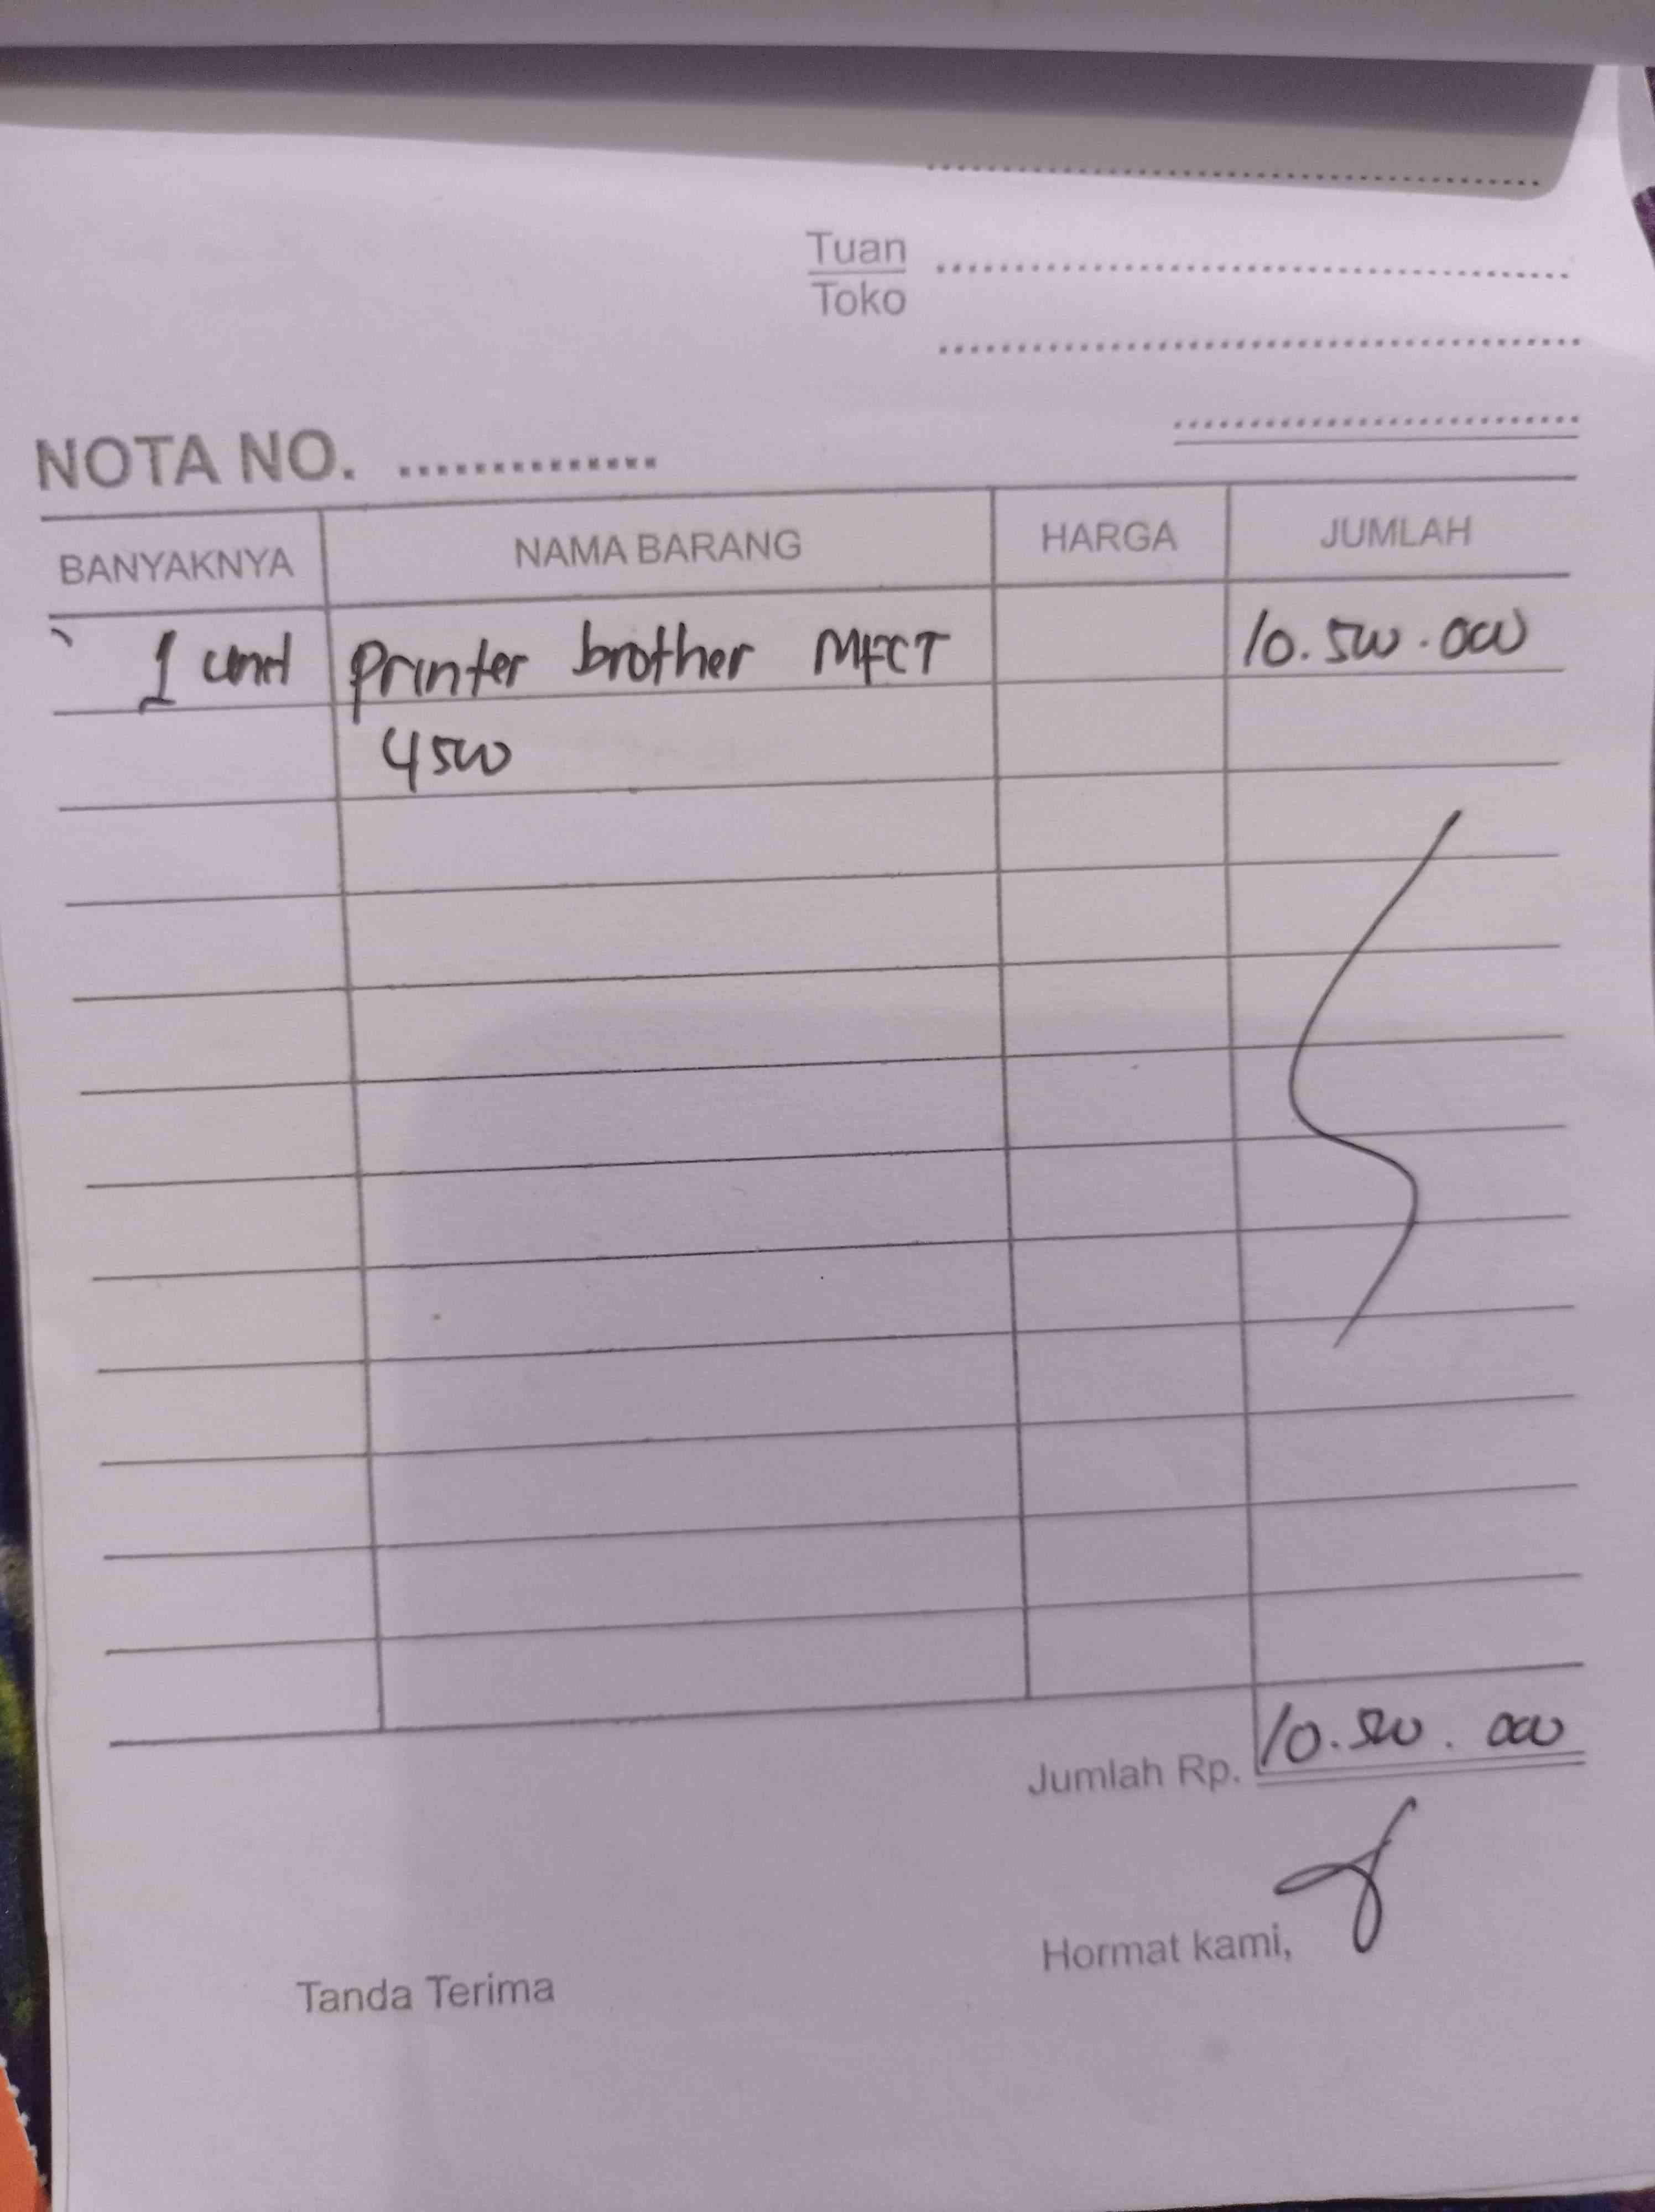 Tuan
Toko
NOTA NO. ..............
BANYAKNYA NAMA BARANG HARGA JUMLAH
1 unit Printer brother MFCT 10.500.000
4500
Jumlah Rp. 10.500.000
Hormat kami,
Tanda Terima